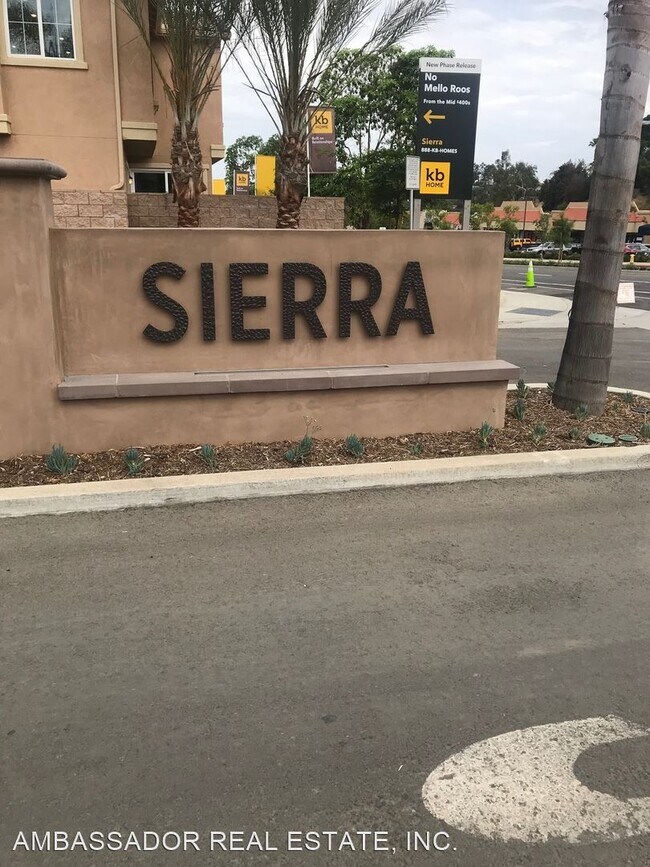 New Phase Release
No
Mello Roos
From the Mid $400s
Sierra
888-KB-HOMES
kb
HOME
kb
kb
SIERRA
AMBASSADOR REAL ESTATE, INC.